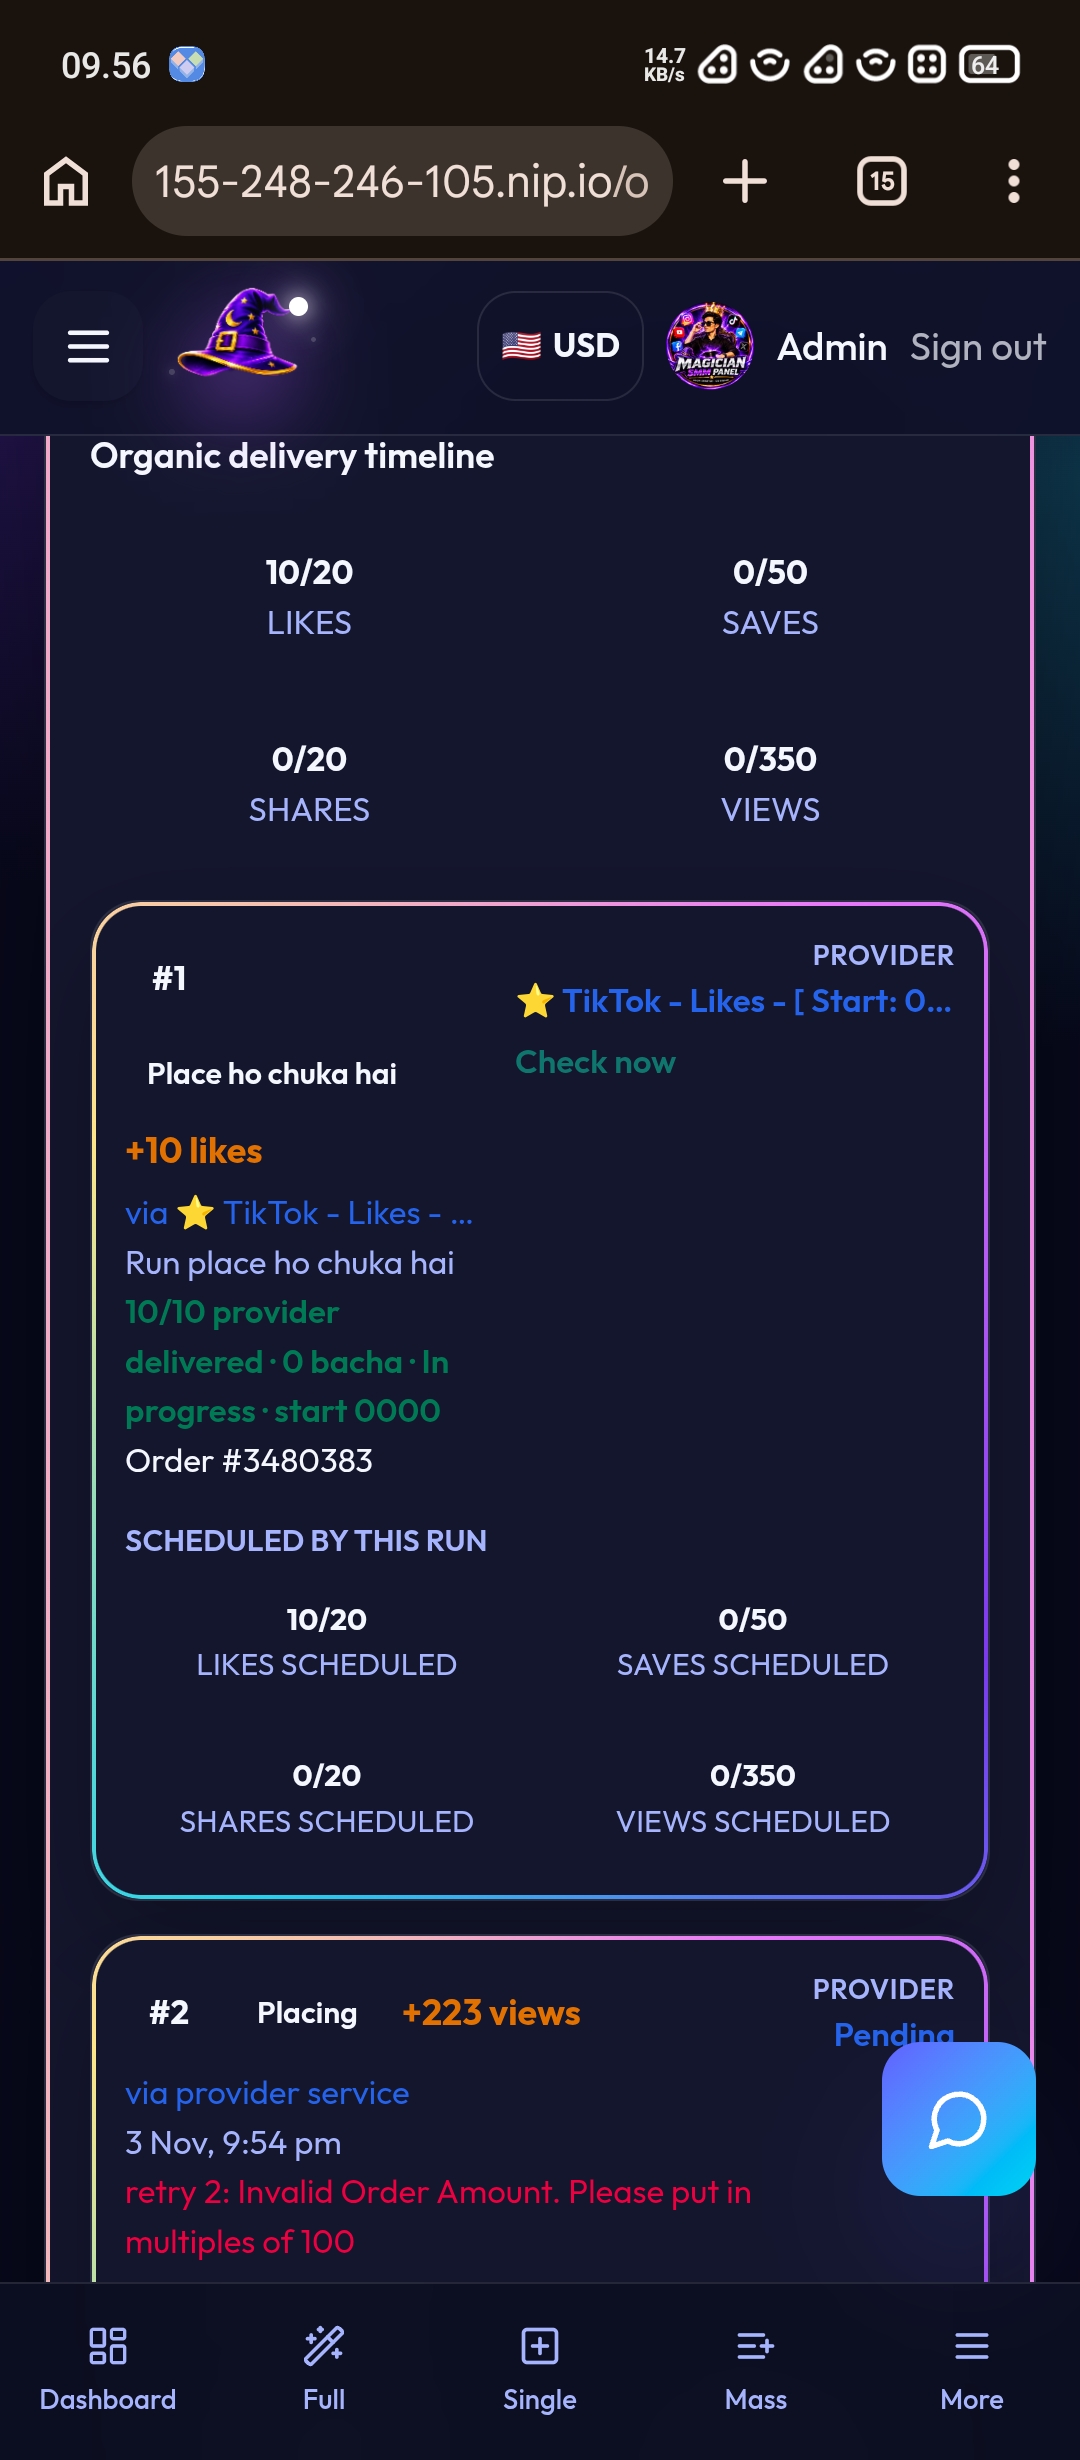 09.56
14.7
KB/s
64
155-248-246-105.nip.io/o
15
🇺🇸 USD
MAGICIAN
SMM PANEL
Admin
Sign out
Organic delivery timeline
10/20
LIKES
0/50
SAVES
0/20
SHARES
0/350
VIEWS
#1
Place ho chuka hai
PROVIDER
⭐ TikTok - Likes - [ Start: 0...
Check now
+10 likes
via ⭐ TikTok - Likes - ...
Run place ho chuka hai
10/10 provider
delivered · 0 bacha · In
progress · start 0000
Order #3480383
SCHEDULED BY THIS RUN
10/20
LIKES SCHEDULED
0/50
SAVES SCHEDULED
0/20
SHARES SCHEDULED
0/350
VIEWS SCHEDULED
#2
Placing
+223 views
PROVIDER
Pending
via provider service
3 Nov, 9:54 pm
retry 2: Invalid Order Amount. Please put in
multiples of 100
Dashboard
Full
Single
Mass
More